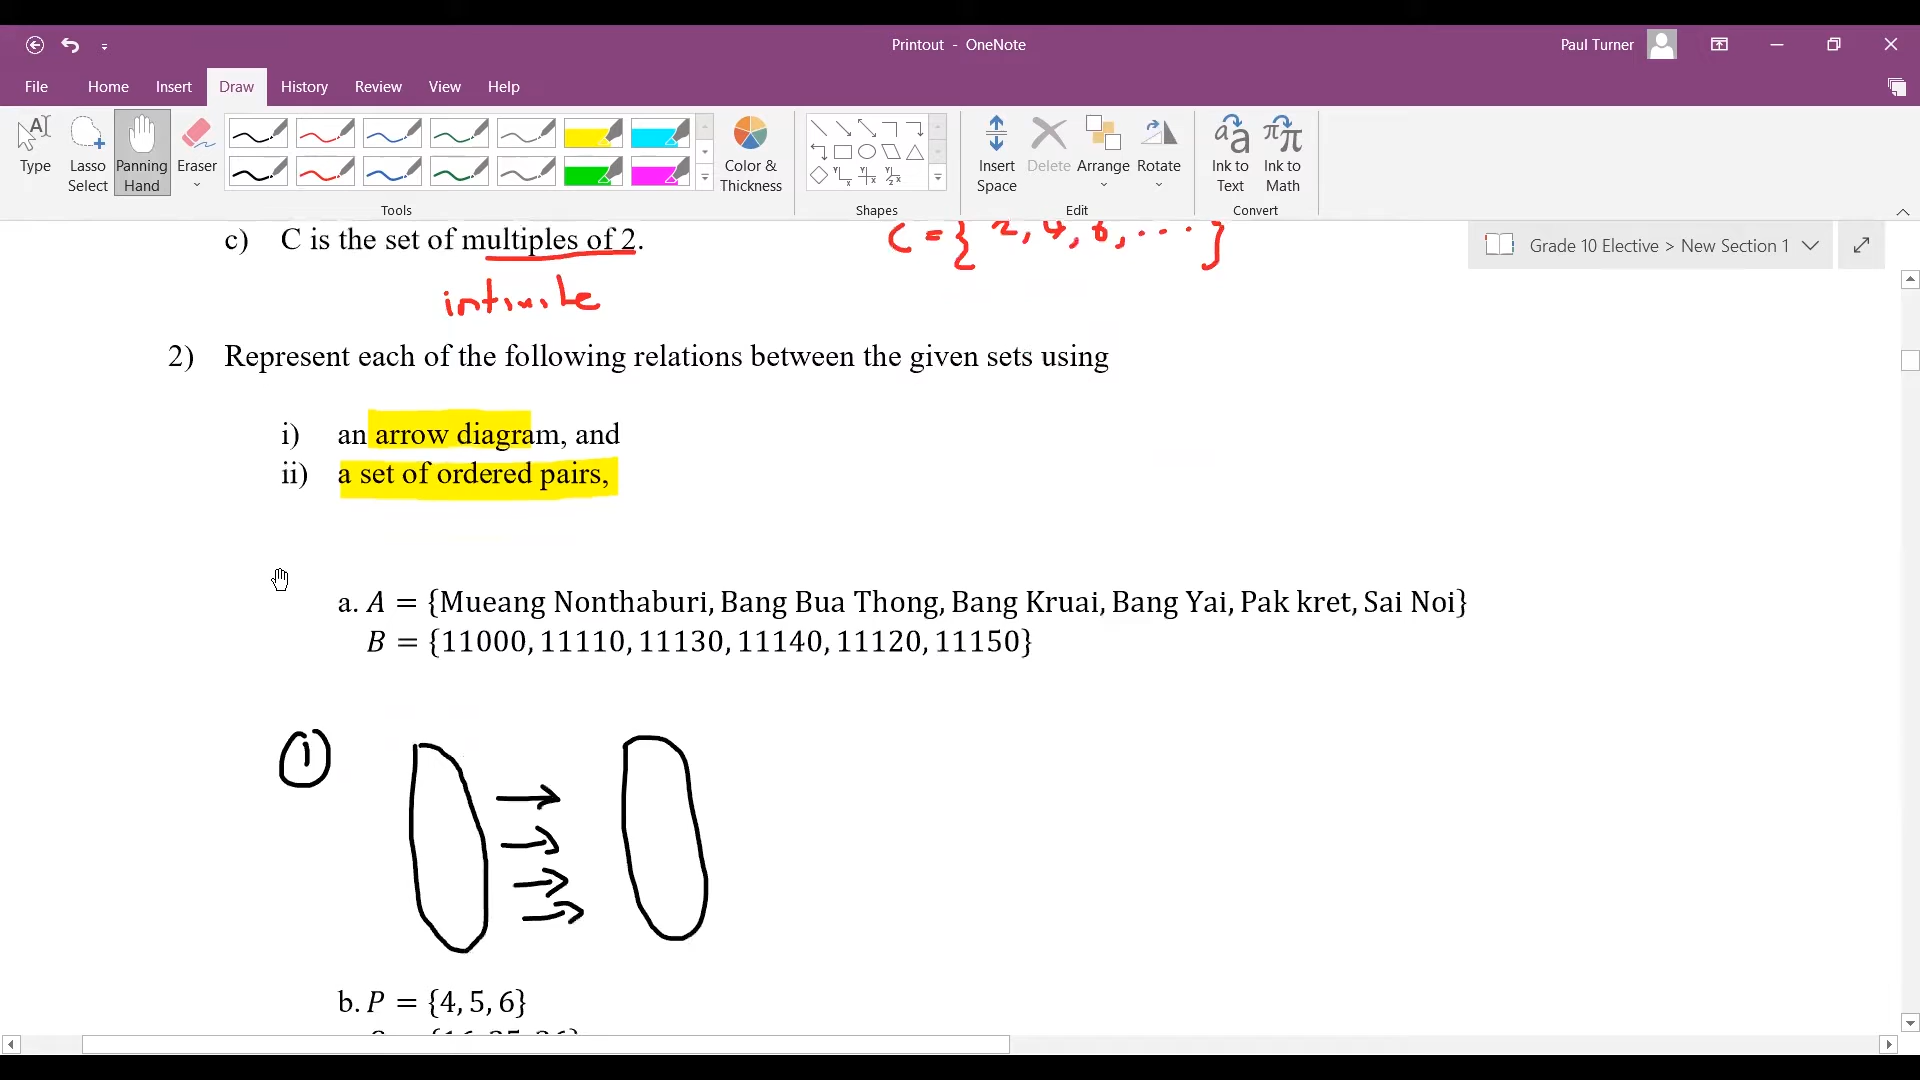 Printout - OneNote
Paul Turner
File Home Insert Draw History Review View Help
Type
Lasso Select
Panning Hand
Eraser
Color & Thickness
Insert Space
Delete
Arrange
Rotate
Ink to Text
Ink to Math
Tools
Shapes
Edit
Convert
Grade 10 Elective > New Section 1
c) C is the set of multiples of 2.
C = { 2, 4, 6, ... }
infinite
2) Represent each of the following relations between the given sets using
i) an arrow diagram, and
ii) a set of ordered pairs,
a. A = {Mueang Nonthaburi, Bang Bua Thong, Bang Kruai, Bang Yai, Pak kret, Sai Noi}
B = {11000, 11110, 11130, 11140, 11120, 11150}
1
b. P = {4, 5, 6}